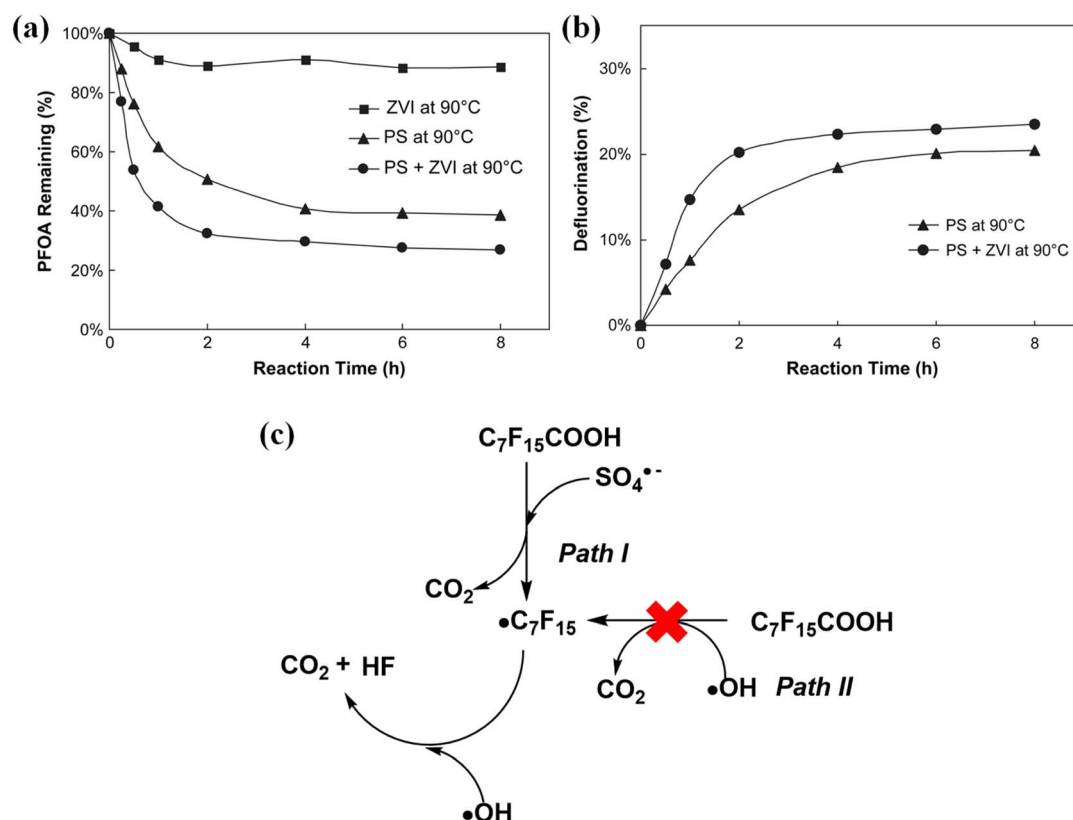 (a)
100%
80%
60%
40%
20%
0%
PFOA Remaining (%)
ZVI at 90°C
PS at 90°C
PS + ZVI at 90°C
0
2
4
6
8
Reaction Time (h)
(b)
30%
20%
10%
0%
Defluorination (%)
PS at 90°C
PS + ZVI at 90°C
0
2
4
6
8
Reaction Time (h)
(c)
C₇F₁₅COOH
SO₄•-
Path I
CO₂
•C₇F₁₅
C₇F₁₅COOH
CO₂
•OH Path II
CO₂ + HF
•OH